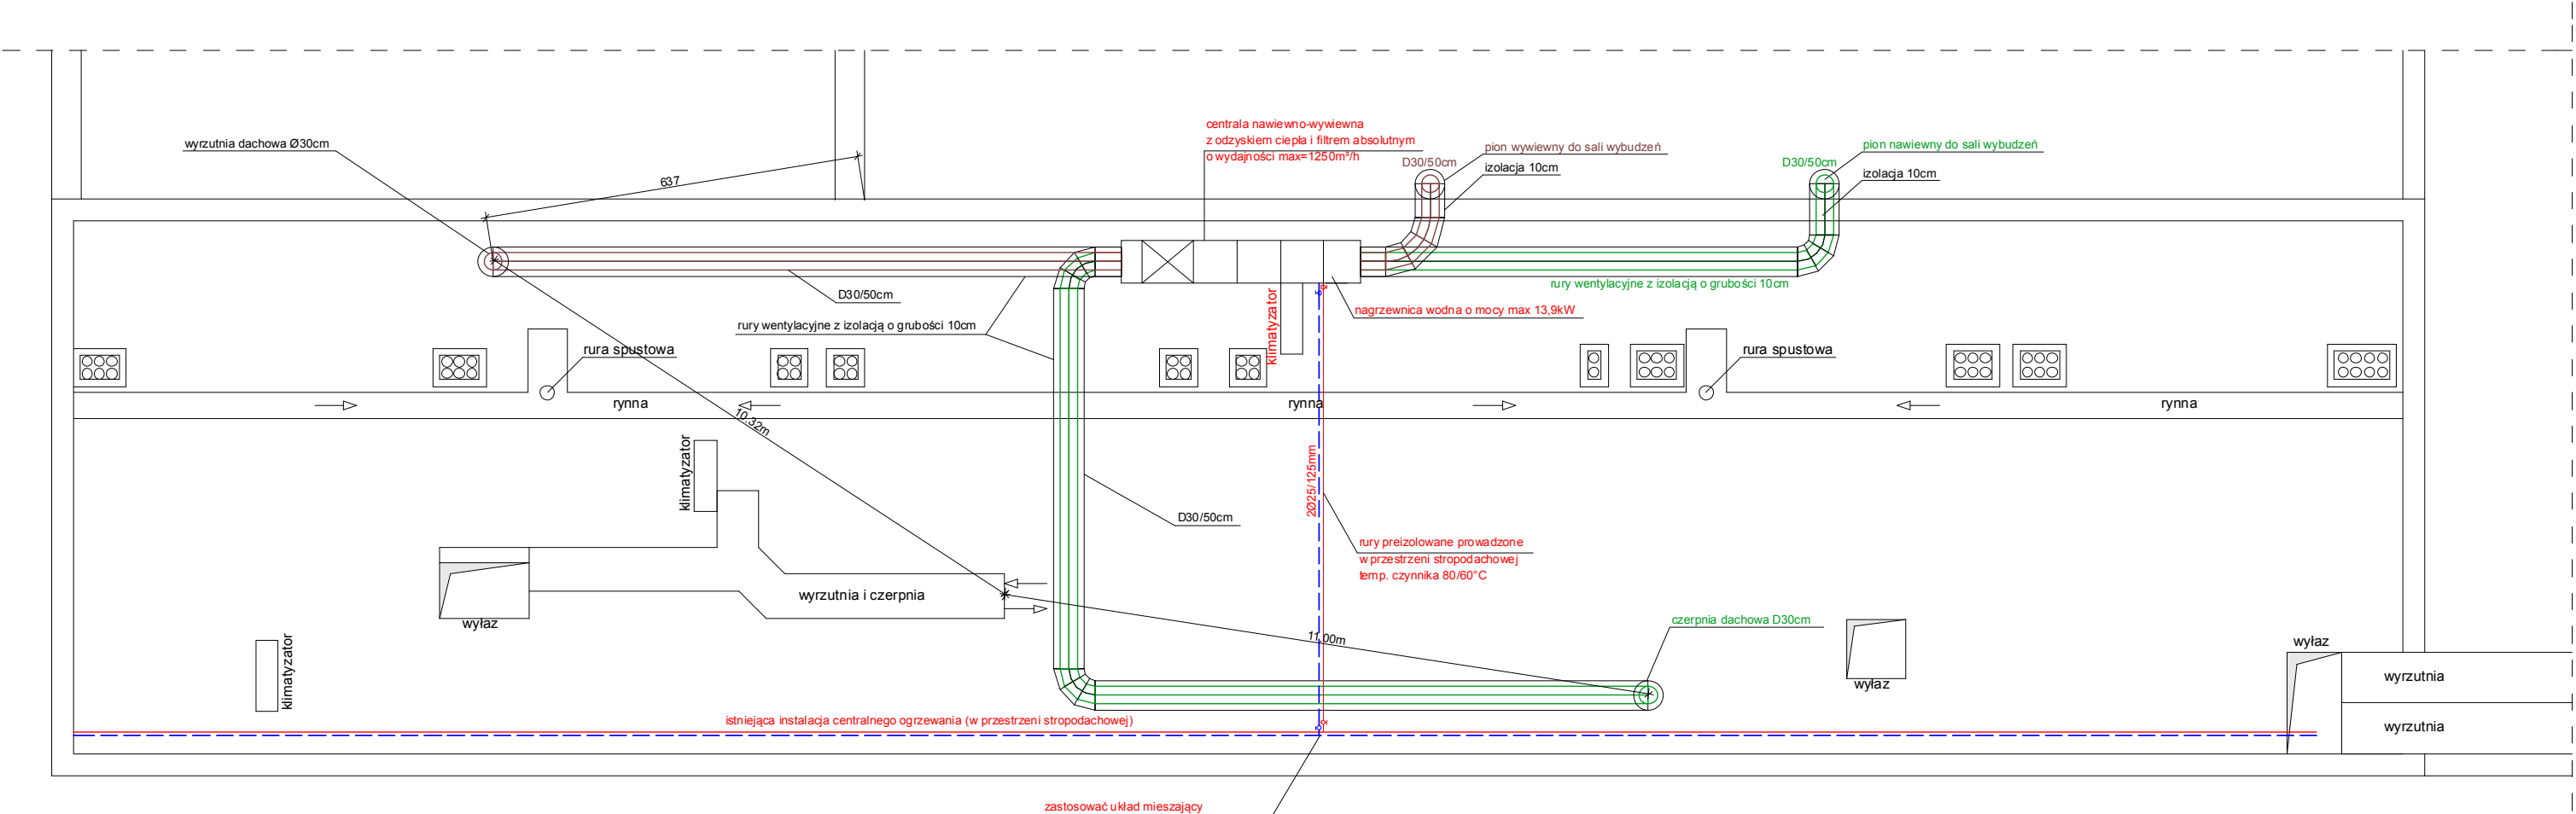 centrala nawiewno-wywiewna
z odzyskiem ciepła i filtrem absolutnym
o wydajności max=1250m³/h
wyrzutnia dachowa Ø30cm
637
D30/50cm
pion wywiewny do sali wybudzeń
izolacja 10cm
D30/50cm
pion nawiewny do sali wybudzeń
izolacja 10cm
D30/50cm
rury wentylacyjne z izolacją o grubości 10cm
rury wentylacyjne z izolacją o grubości 10cm
klimatyzator
nagrzewnica wodna o mocy max 13,9kW
rura spustowa
rura spustowa
rynna
rynna
rynna
10.32m
klimatyzator
2Ø25/125mm
D30/50cm
rury preizolowane prowadzone
w przestrzeni stropodachowej
temp. czynnika 80/60°C
wyrzutnia i czerpnia
wyłaz
klimatyzator
11.00m
czerpnia dachowa D30cm
wyłaz
wyłaz
wyrzutnia
wyrzutnia
istniejąca instalacja centralnego ogrzewania (w przestrzeni stropodachowej)
zastosować układ mieszający